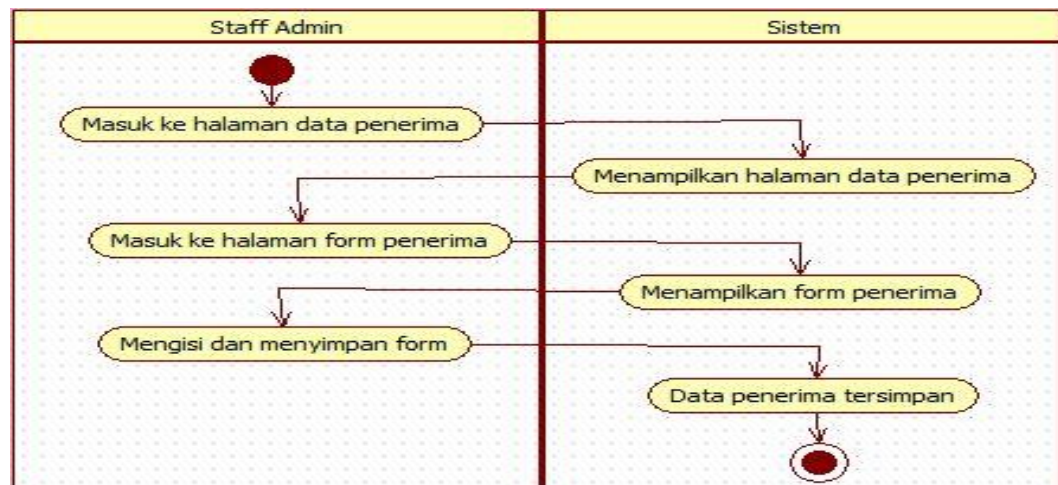 Staff Admin
Sistem
Masuk ke halaman data penerima
Menampilkan halaman data penerima
Masuk ke halaman form penerima
Menampilkan form penerima
Mengisi dan menyimpan form
Data penerima tersimpan